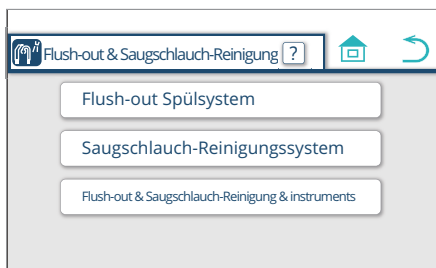 Flush-out & Saugschlauch-Reinigung ?
Flush-out Spülsystem
Saugschlauch-Reinigungssystem
Flush-out & Saugschlauch-Reinigung & instruments